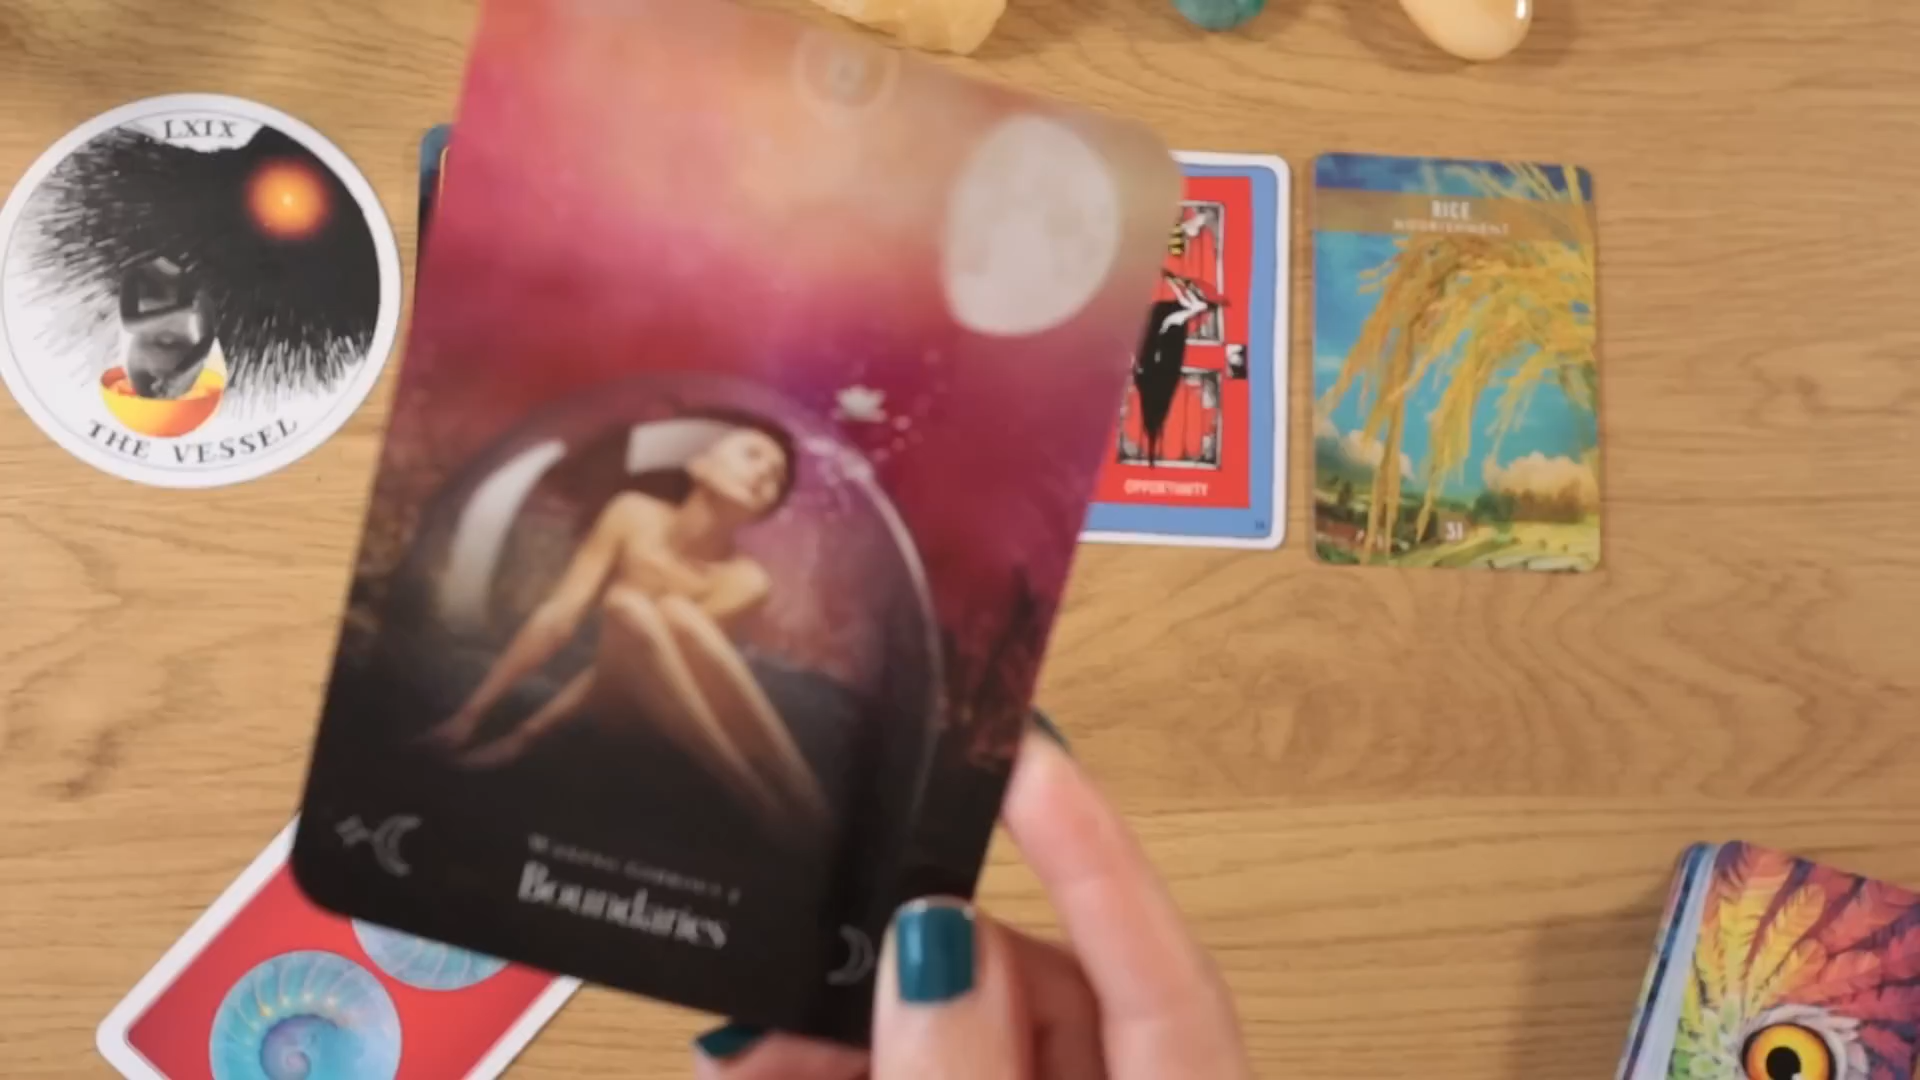 LXIX
THE VESSEL
OPPORTUNITY
RICE
NOURISHMENT
31
Boundaries